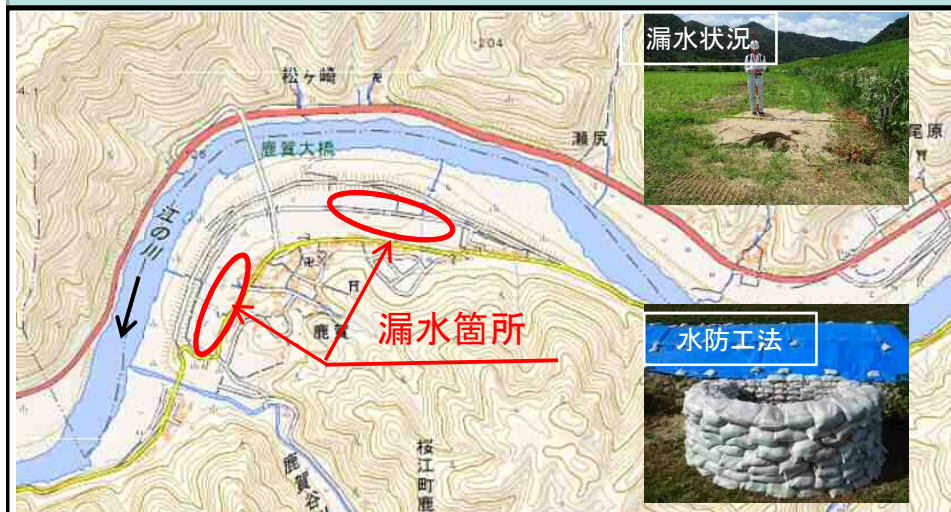 漏水状況
・204
松ヶ崎
鹿賀大橋
瀬尻
尾原
江の川
鹿賀
漏水箇所
水防工法
桜江町鹿
鹿賀谷